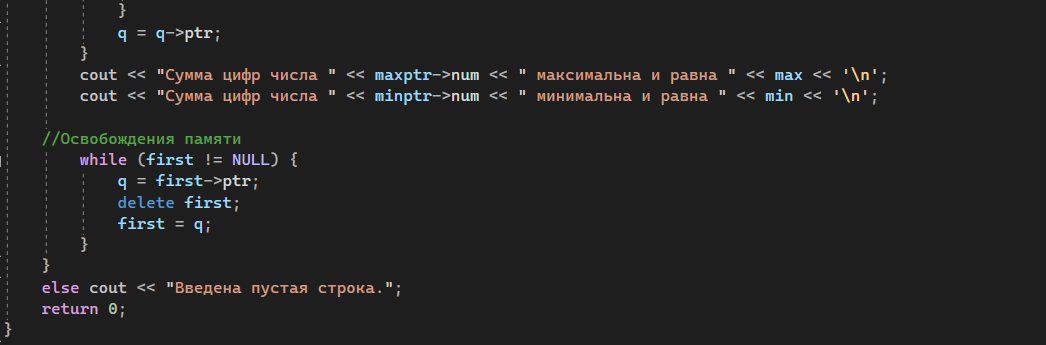 }
q = q->ptr;
}
cout << "Сумма цифр числа " << maxptr->num << " максимальна и равна " << max << '\n';
cout << "Сумма цифр числа " << minptr->num << " минимальна и равна " << min << '\n';
//Освобождения памяти
while (first != NULL) {
q = first->ptr;
delete first;
first = q;
}
}
else cout << "Введена пустая строка.";
return 0;
}